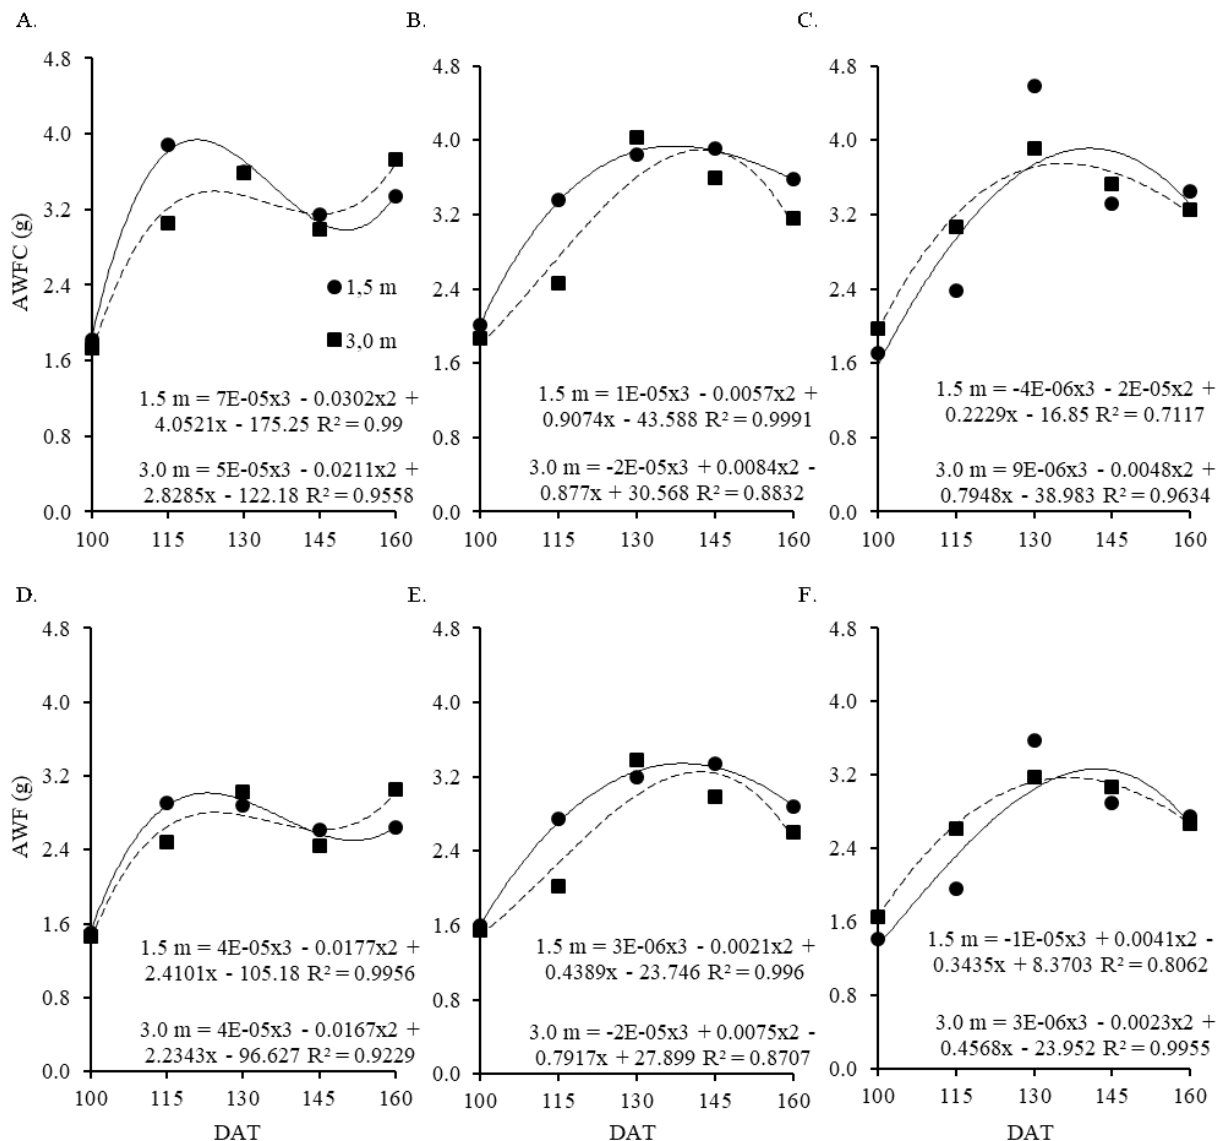 A.
4.8
4.0
3.2
2.4
1.6
0.8
0.0
AWFC (g)
1,5 m
3,0 m
1.5 m = 7E-05x3 - 0.0302x2 +
4.0521x - 175.25 R² = 0.99
3.0 m = 5E-05x3 - 0.0211x2 +
2.8285x - 122.18 R² = 0.9558
100 115 130 145 160
B.
4.8
4.0
3.2
2.4
1.6
0.8
0.0
1.5 m = 1E-05x3 - 0.0057x2 +
0.9074x - 43.588 R² = 0.9991
3.0 m = -2E-05x3 + 0.0084x2 -
0.877x + 30.568 R² = 0.8832
100 115 130 145 160
C.
4.8
4.0
3.2
2.4
1.6
0.8
0.0
1.5 m = -4E-06x3 - 2E-05x2 +
0.2229x - 16.85 R² = 0.7117
3.0 m = 9E-06x3 - 0.0048x2 +
0.7948x - 38.983 R² = 0.9634
100 115 130 145 160
D.
4.8
4.0
3.2
2.4
1.6
0.8
0.0
AWF (g)
1.5 m = 4E-05x3 - 0.0177x2 +
2.4101x - 105.18 R² = 0.9956
3.0 m = 4E-05x3 - 0.0167x2 +
2.2343x - 96.627 R² = 0.9229
100 115 130 145 160
DAT
E.
4.8
4.0
3.2
2.4
1.6
0.8
0.0
1.5 m = 3E-06x3 - 0.0021x2 +
0.4389x - 23.746 R² = 0.996
3.0 m = -2E-05x3 + 0.0075x2 -
0.7917x + 27.899 R² = 0.8707
100 115 130 145 160
DAT
F.
4.8
4.0
3.2
2.4
1.6
0.8
0.0
1.5 m = -1E-05x3 + 0.0041x2 -
0.3435x + 8.3703 R² = 0.8062
3.0 m = 3E-06x3 - 0.0023x2 +
0.4568x - 23.952 R² = 0.9955
100 115 130 145 160
DAT